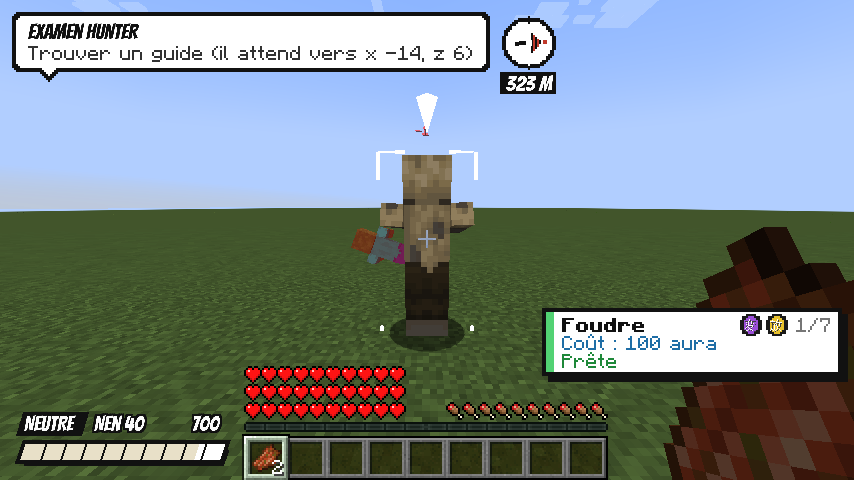 EXAMEN HUNTER
Trouver un guide (il attend vers x -14, z 6)
323 M
-1
Foudre
1/7
Coût : 100 aura
Prête
NEUTRE
NEN 40
700
2